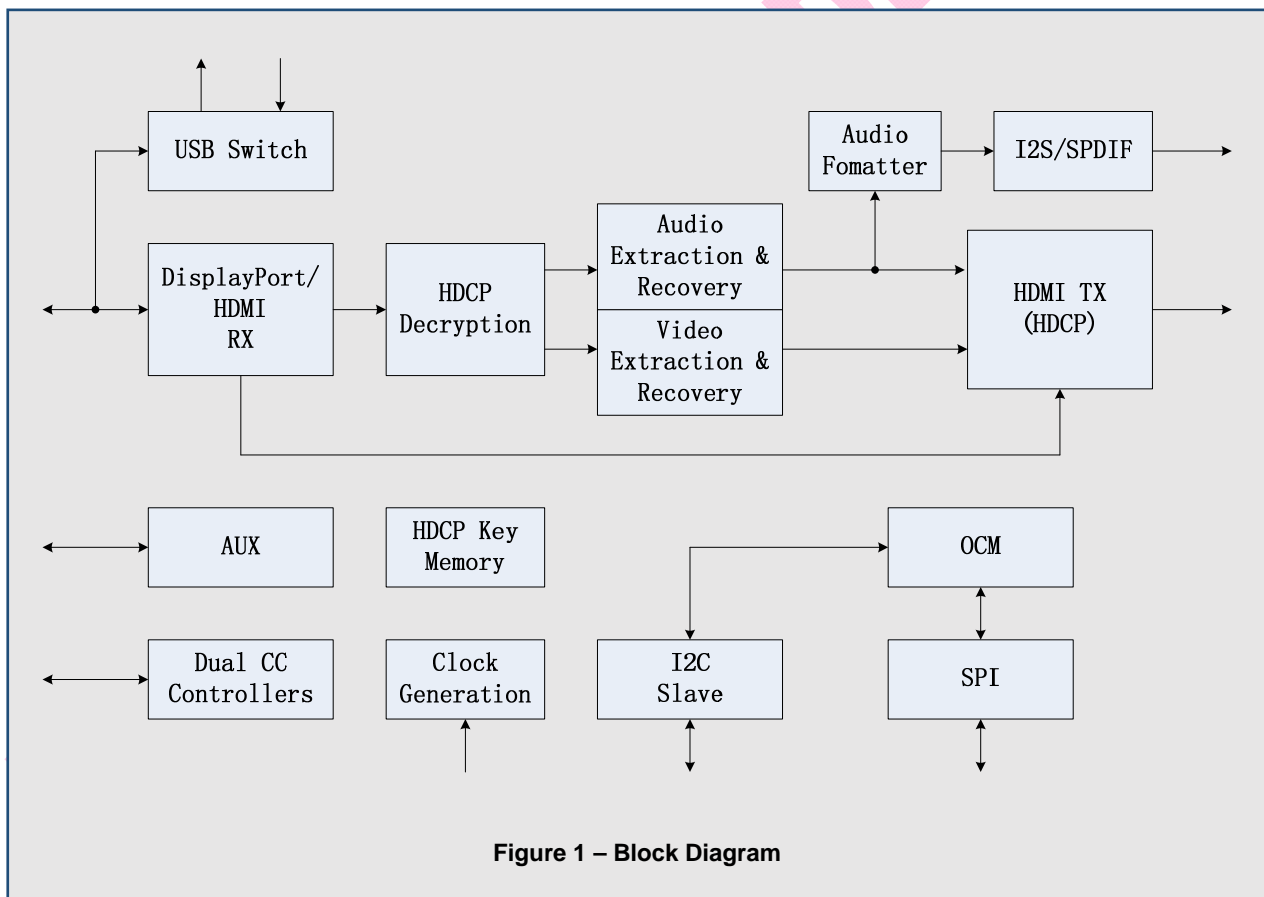 USB Switch
Audio
Fomatter
I2S/SPDIF
DisplayPort/
HDMI
RX
HDCP
Decryption
Audio
Extraction &
Recovery
Video
Extraction &
Recovery
HDMI TX
(HDCP)
AUX
HDCP Key
Memory
OCM
Dual CC
Controllers
Clock
Generation
I2C
Slave
SPI
Figure 1 – Block Diagram